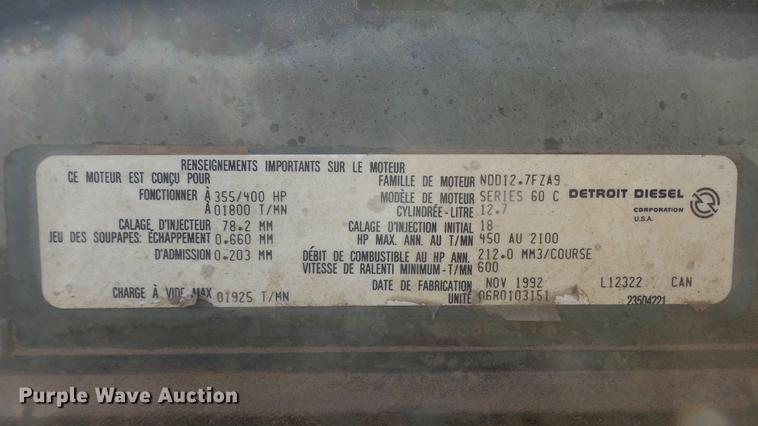 RENSEIGNEMENTS IMPORTANTS SUR LE MOTEUR
CE MOTEUR EST CONÇU POUR
FONCTIONNER À 355/400 HP
À 01800 T/MN
CALAGE D'INJECTEUR 78.2 MM
JEU DES SOUPAPES: ÉCHAPPEMENT 0.660 MM
D'ADMISSION 0.203 MM
CHARGE À VIDE MAX 01925 T/MN
FAMILLE DE MOTEUR NDD12.7FZA9
MODÈLE DE MOTEUR SERIES 60 C
CYLINDRÉE-LITRE 12.7
CALAGE D'INJECTION INITIAL 18
HP MAX. ANN. AU T/MN 450 AU 2100
DÉBIT DE COMBUSTIBLE AU HP ANN. 212.0 MM3/COURSE
VITESSE DE RALENTI MINIMUM-T/MN 600
DATE DE FABRICATION NOV 1992 L12322 CAN
UNITÉ 06R0103151 23504221
DETROIT DIESEL
CORPORATION
U.S.A.
Purple Wave Auction